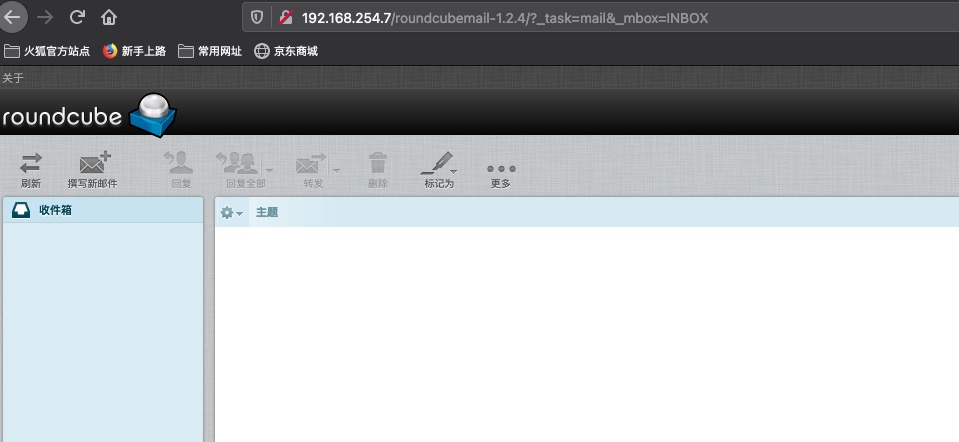 192.168.254.7/roundcubemail-1.2.4/?_task=mail&_mbox=INBOX
火狐官方站点 新手上路 常用网址 京东商城
关于
roundcube
刷新 撰写新邮件 回复 回复全部 转发 删除 标记为 更多
收件箱 主题